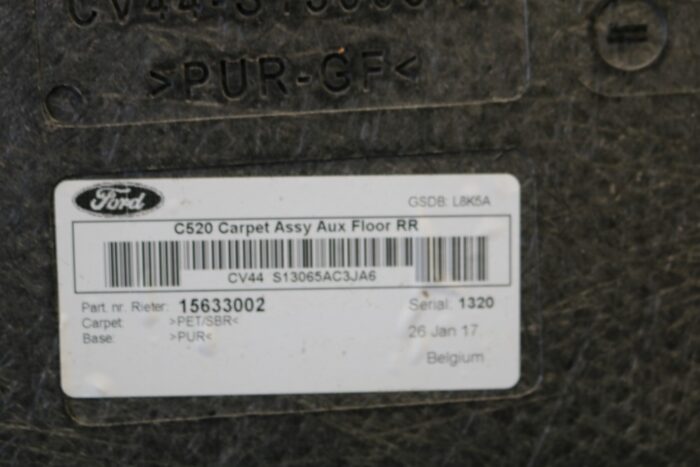 >PUR-GF<
Ford
GSDB: L8K5A
C520 Carpet Assy Aux Floor RR
CV44 S13065AC3JA6
Part. nr. Rieter: 15633002
Serial: 1320
Carpet: >PET/SBR<
Base: >PUR<
26 Jan 17
Belgium